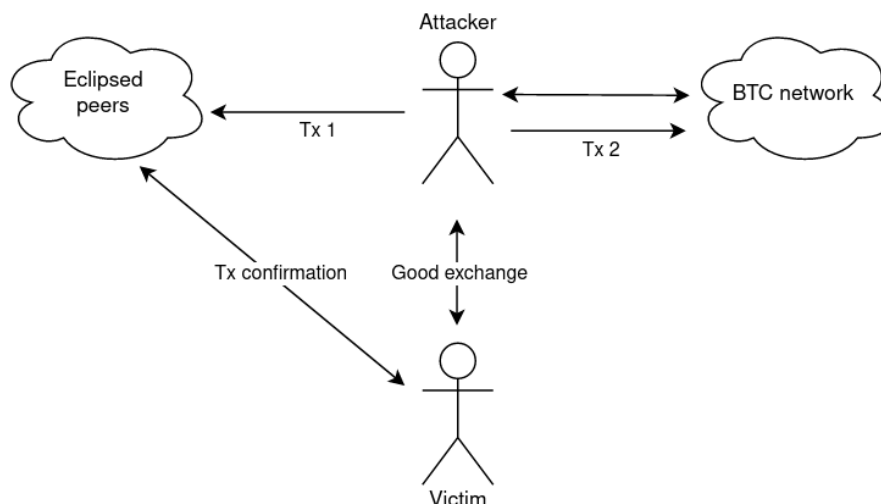 Attacker
Eclipsed
peers
BTC network
Tx 1
Tx 2
Tx confirmation
Good exchange
Victim